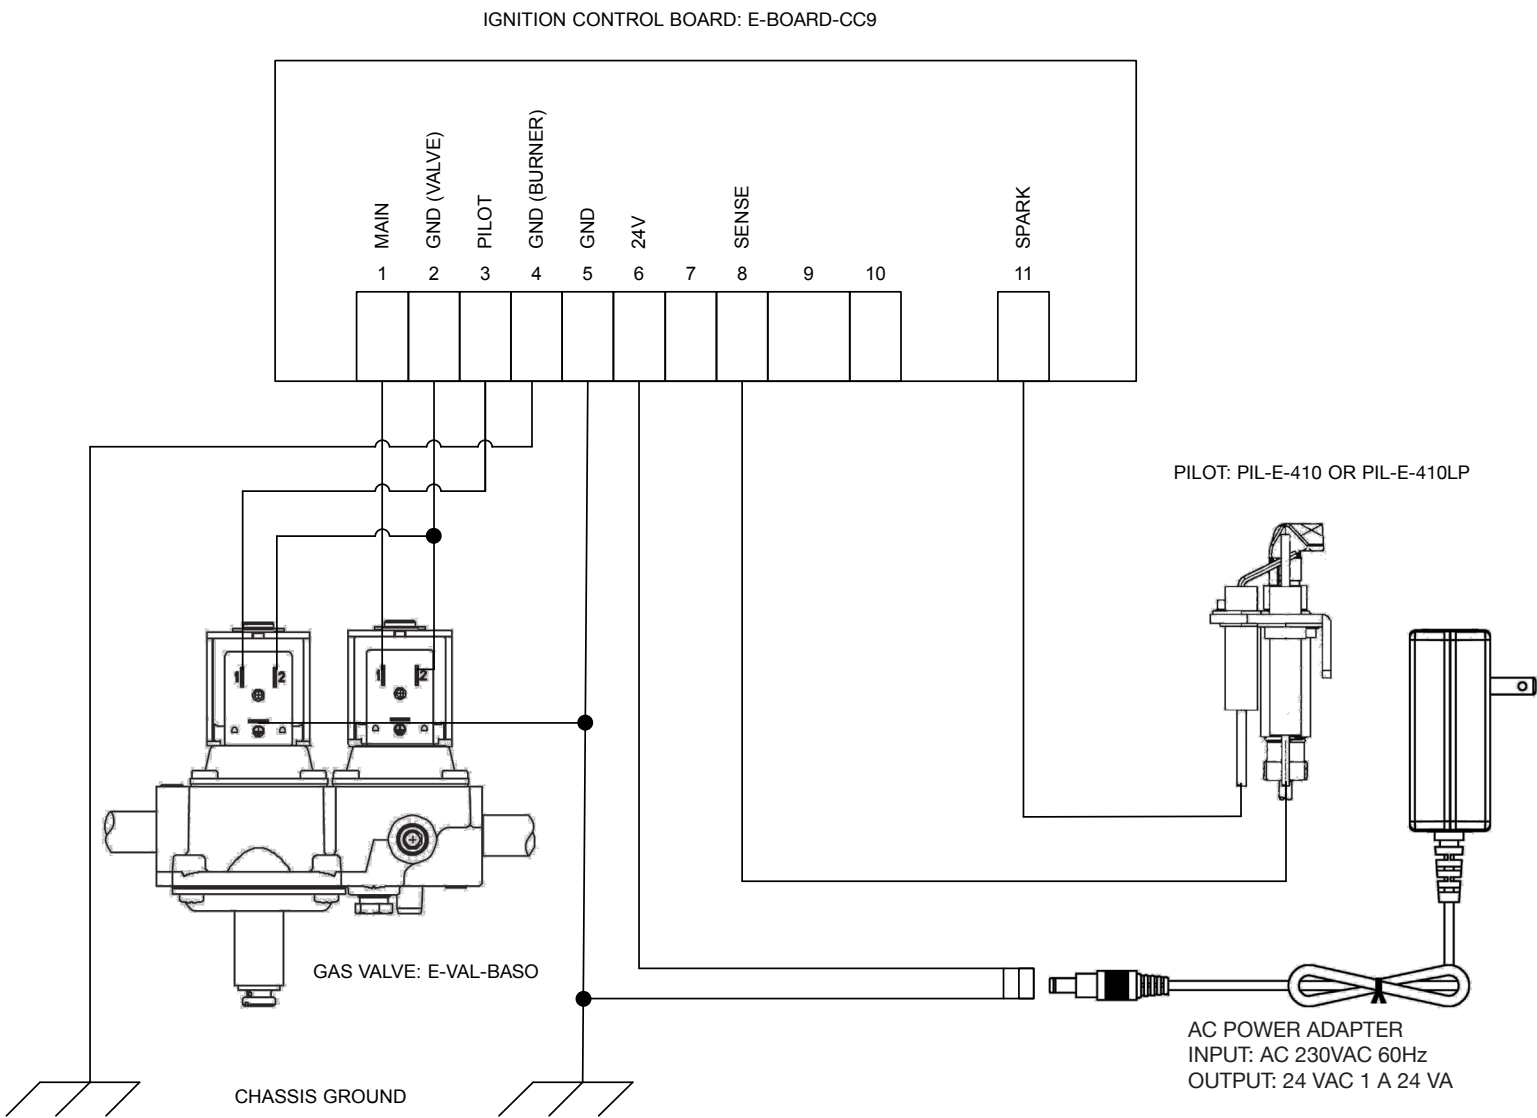 IGNITION CONTROL BOARD: E-BOARD-CC9
MAIN
GND (VALVE)
PILOT
GND (BURNER)
GND
24V
SENSE
SPARK
1 2 3 4 5 6 7 8 9 10 11
PILOT: PIL-E-410 OR PIL-E-410LP
1 2 1 2
GAS VALVE: E-VAL-BASO
AC POWER ADAPTER
INPUT: AC 230VAC 60Hz
OUTPUT: 24 VAC 1 A 24 VA
CHASSIS GROUND